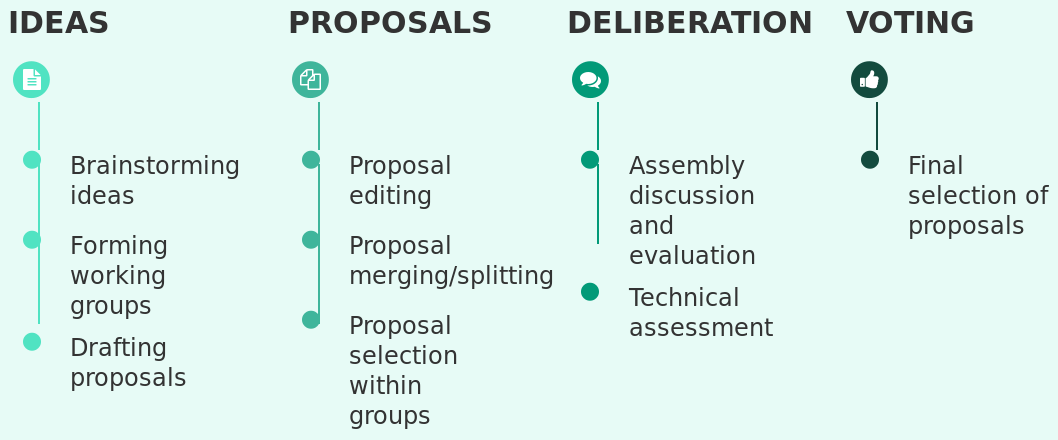 IDEAS
Brainstorming
ideas
Forming
working
groups
Drafting
proposals
PROPOSALS
Proposal
editing
Proposal
merging/splitting
Proposal
selection
within
groups
DELIBERATION
Assembly
discussion
and
evaluation
Technical
assessment
VOTING
Final
selection of
proposals